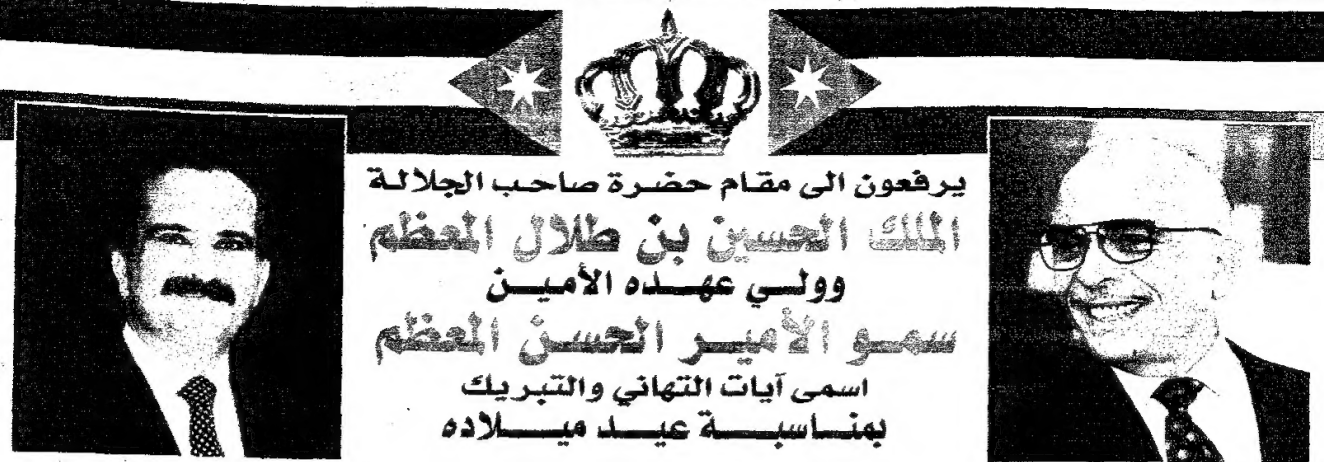 يرفعون الى مقام حضرة صاحب الجلالة
الملك الحسين بن طلال المعظم
وولي عهده الأمين
سمو الأمير الحسن المعظم
اسمى آيات التهاني والتبريك
بمناسبة عيد ميلاده